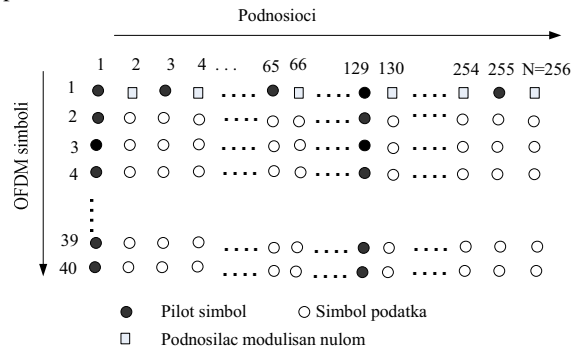 Podnosioci
1 2 3 4 . . . 65 66 129 130 254 255 N=256
OFDM simboli
1
2
3
4
39
40
Pilot simbol Simbol podatka
Podnosilac modulisan nulom